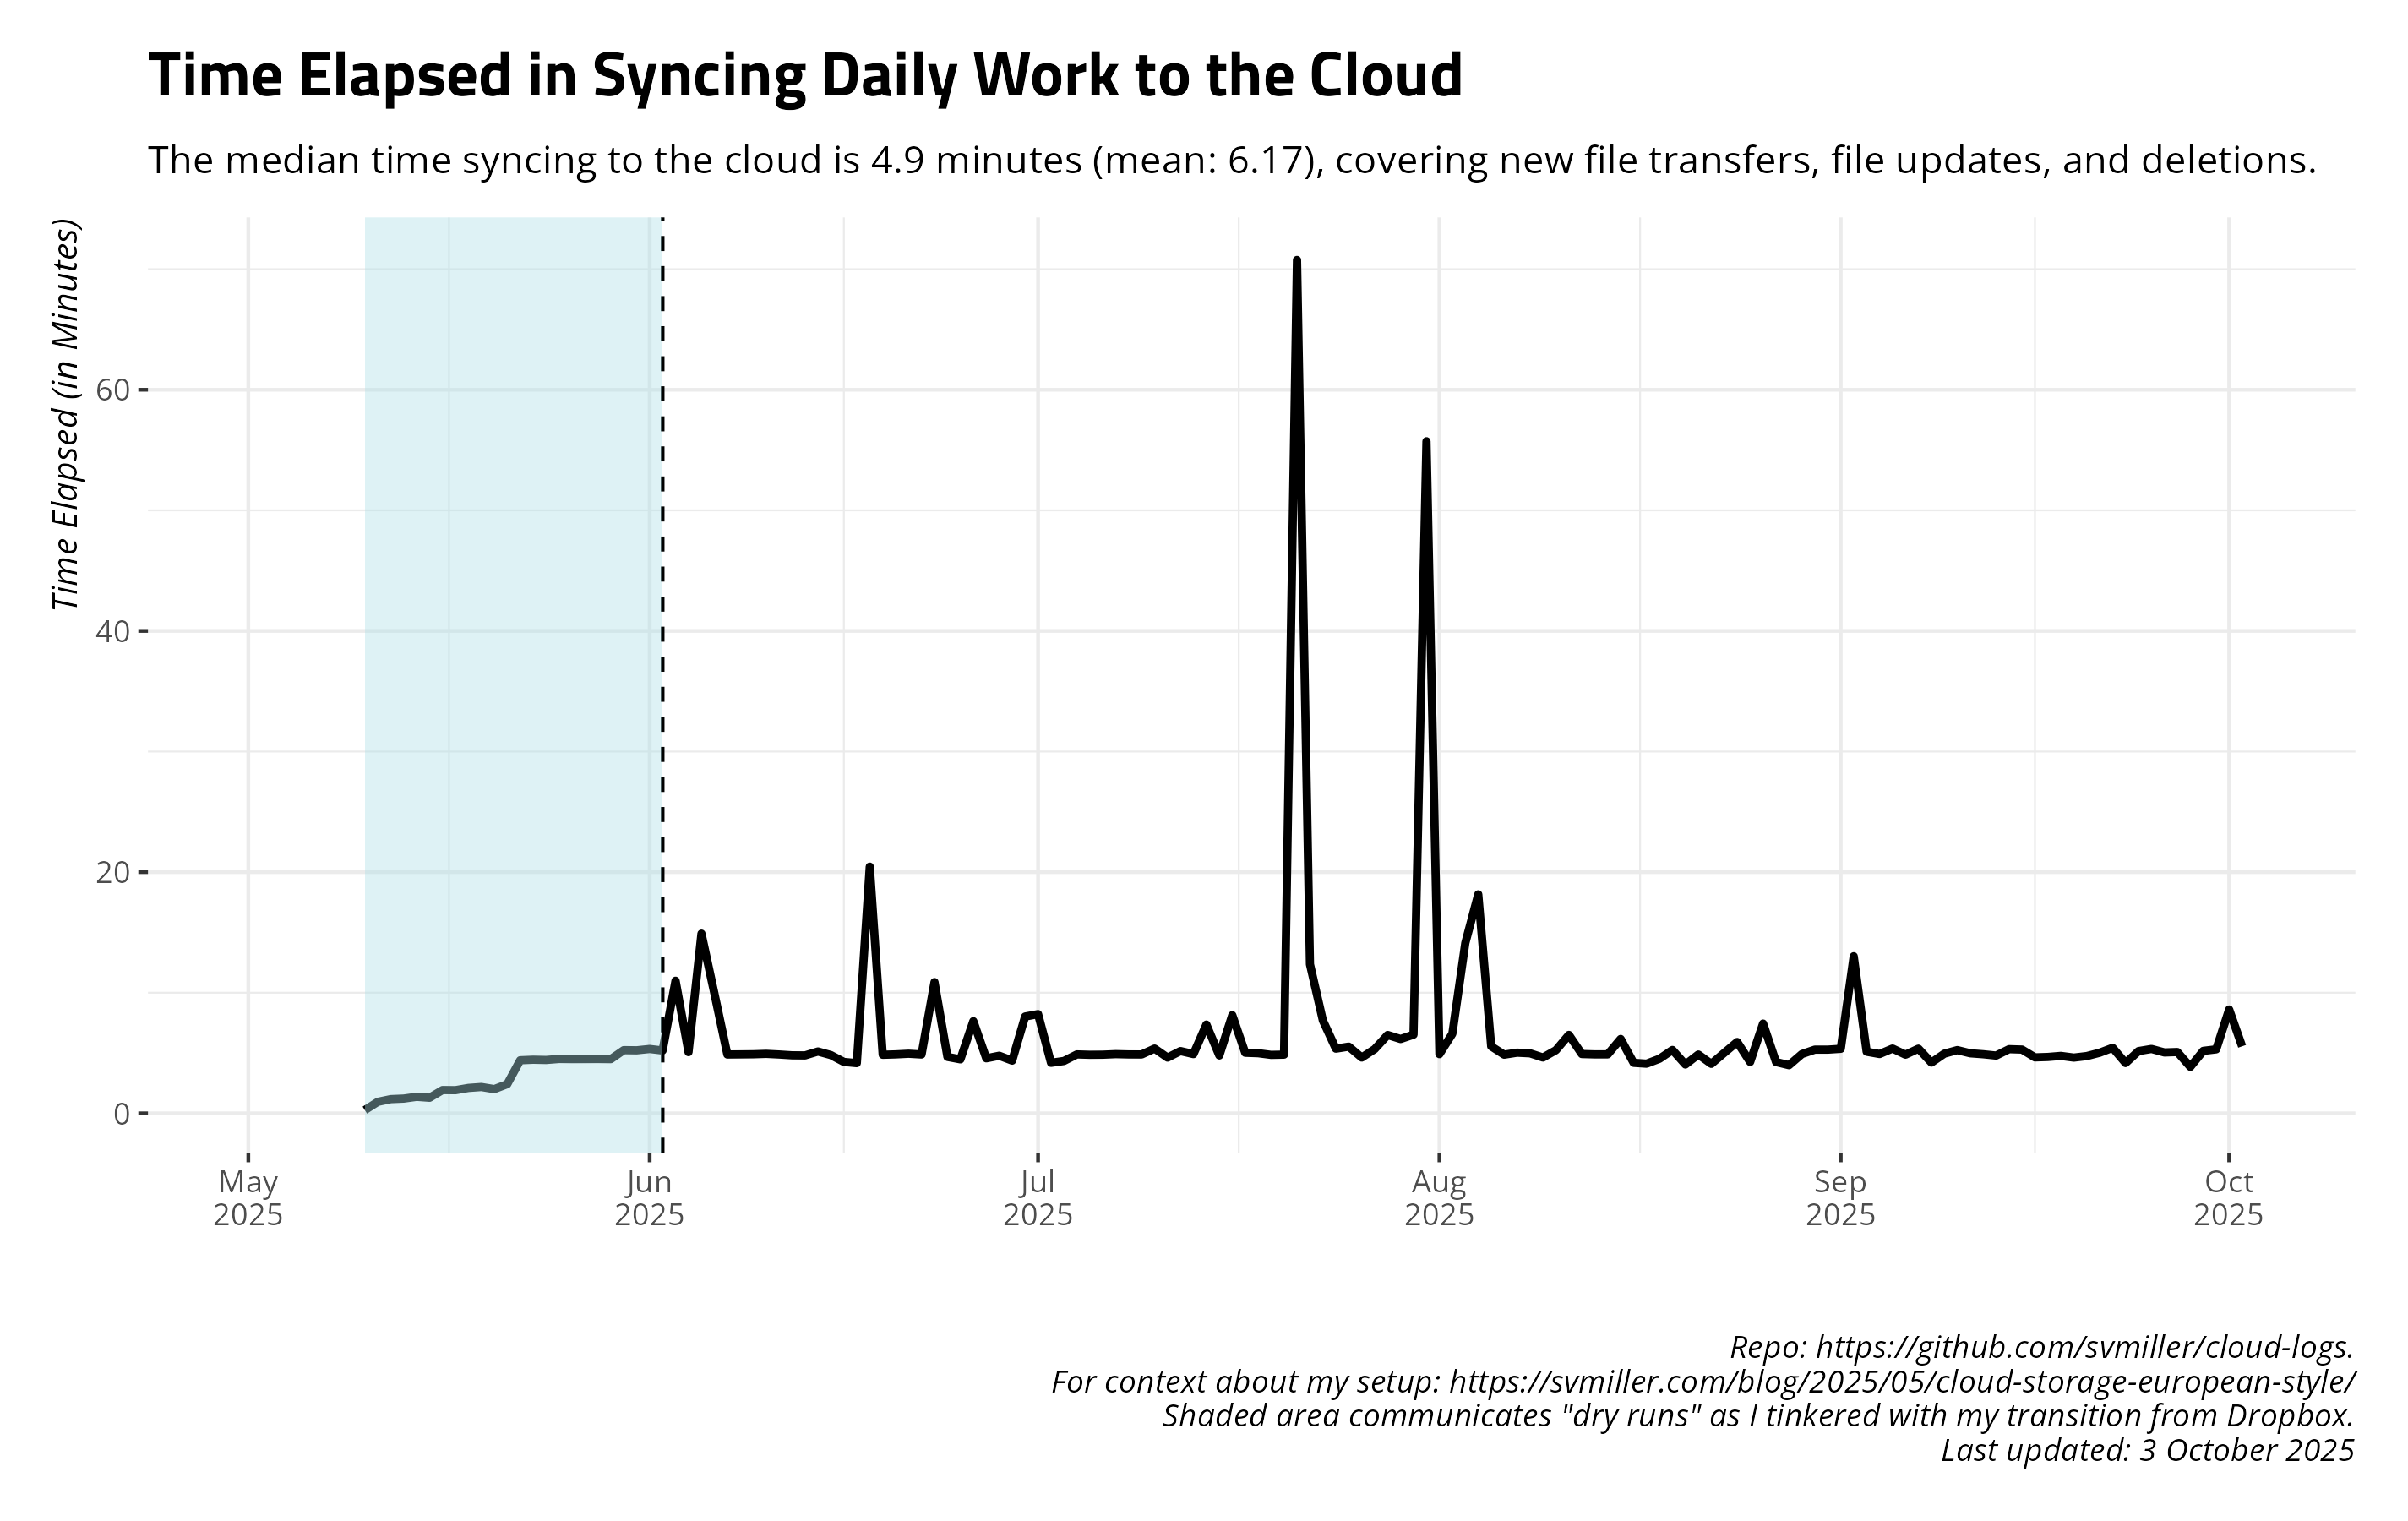 Time Elapsed in Syncing Daily Work to the Cloud
The median time syncing to the cloud is 4.9 minutes (mean: 6.17), covering new file transfers, file updates, and deletions.
Time Elapsed (in Minutes)
60
40
20
0
May
2025
Jun
2025
Jul
2025
Aug
2025
Sep
2025
Oct
2025
Repo: https://github.com/svmiller/cloud-logs.
For context about my setup: https://svmiller.com/blog/2025/05/cloud-storage-european-style/
Shaded area communicates "dry runs" as I tinkered with my transition from Dropbox.
Last updated: 3 October 2025